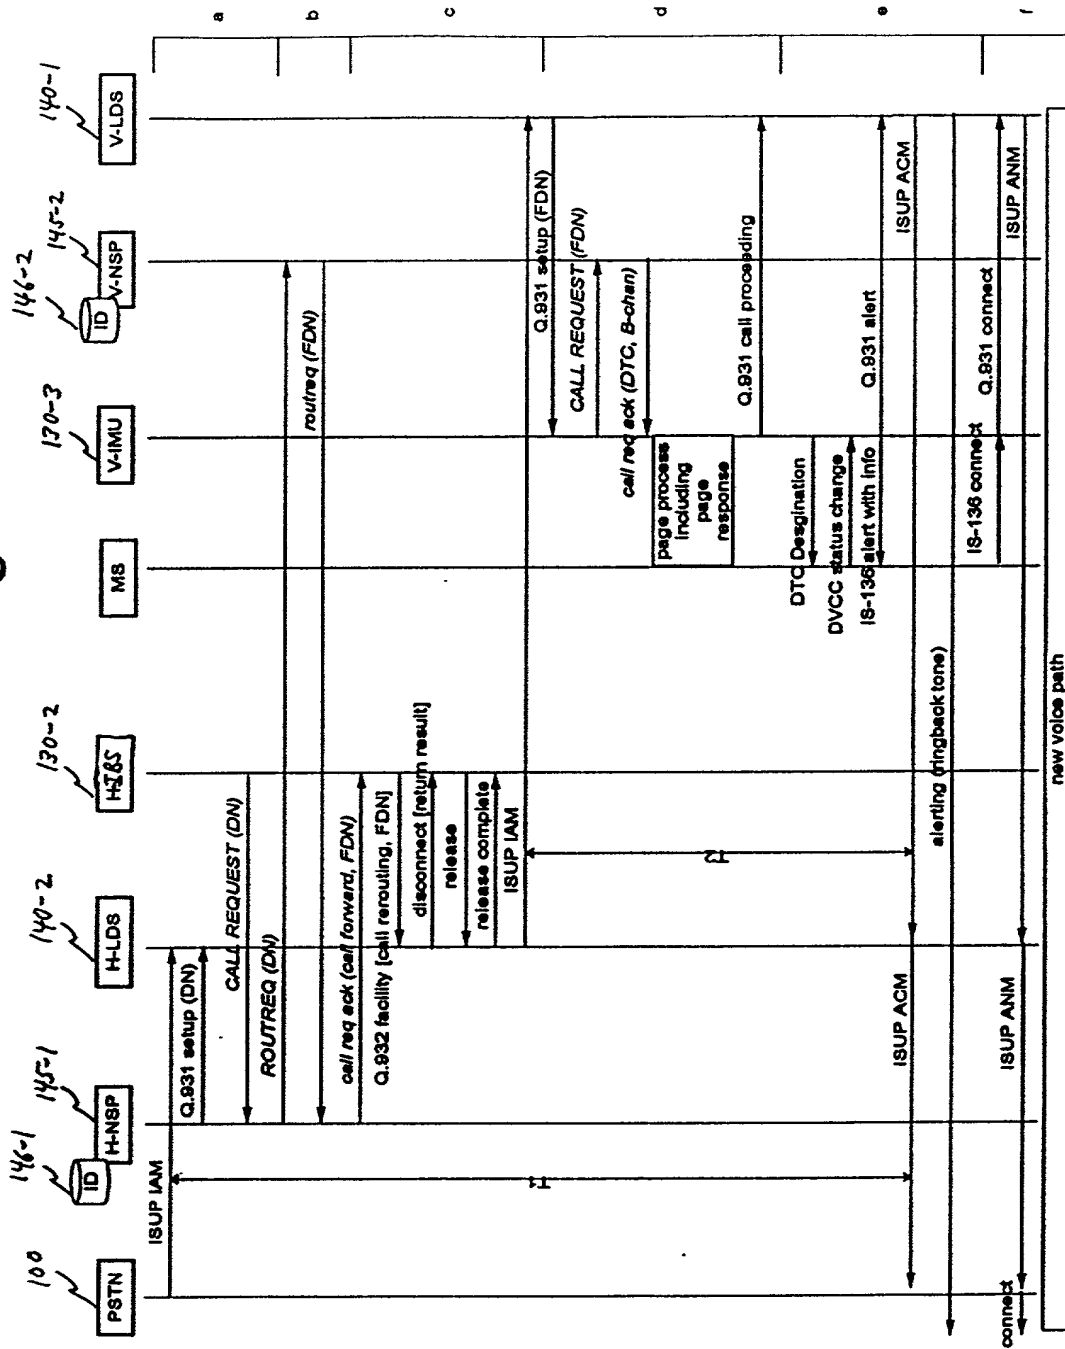 100
PSTN
146-1
ID
145-1
H-NSP
140-2
H-LDS
130-2
H-IBS
MS
130-3
V-IMU
146-2
ID
145-2
V-NSP
140-1
V-LDS
a
ISUP IAM
Q.931 setup (DN)
CALL REQUEST (DN)
b
ROUTREQ (DN)
routreq (FDN)
c
call req ack (call forward, FDN)
Q.932 facility [call rerouting, FDN]
disconnect [return result]
release
release complete
ISUP IAM
d
Q.931 setup (FDN)
CALL REQUEST (FDN)
call req ack (DTC, B-chan)
page process
including
page
response
Q.931 call proceeding
e
DTC Desgination
DVCC status change
IS-136 alert with info
Q.931 alert
ISUP ACM
ISUP ACM
T1
T2
alerting (ringback tone)
f
IS-136 connect
Q.931 connect
ISUP ANM
ISUP ANM
connect
new voice path